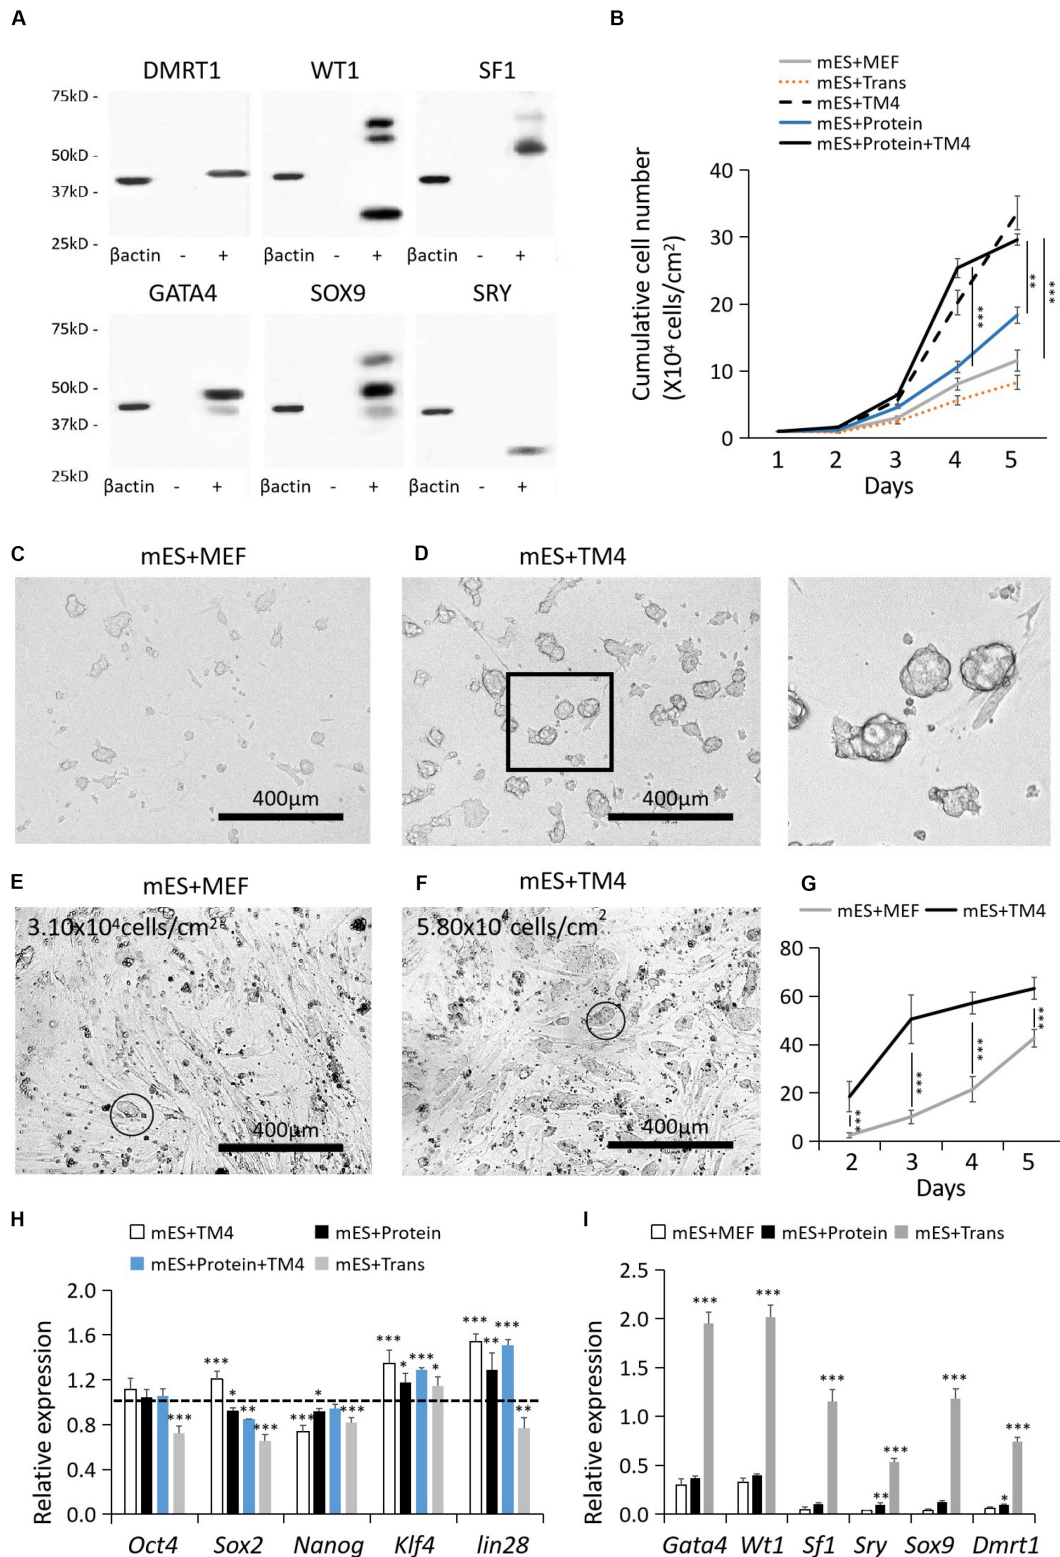 A
DMRT1 WT1 SF1
75kD -
50kD -
37kD -
25kD -
βactin - + βactin - + βactin - +
GATA4 SOX9 SRY
75kD -
50kD -
37kD -
25kD -
βactin - + βactin - + βactin - +
B
mES+MEF
mES+Trans
mES+TM4
mES+Protein
mES+Protein+TM4
Cumulative cell number
(X10⁴ cells/cm²)
40
30
20
10
0
***
**
***
1 2 3 4 5
Days
C
mES+MEF
400μm
D
mES+TM4
400μm
E
mES+MEF
3.10x10⁴cells/cm²
400μm
F
mES+TM4
5.80x10⁴cells/cm²
400μm
G
mES+MEF mES+TM4
80
60
40
20
0
*** *** *** ***
2 3 4 5
Days
H
mES+TM4 mES+Protein
mES+Protein+TM4 mES+Trans
Relative expression
2.0
1.6
1.2
0.8
0.4
0.0
*** *** * ** *** *** * *** *** * *** * *** ** *** **
Oct4 Sox2 Nanog Klf4 lin28
I
mES+MEF mES+Protein mES+Trans
Relative expression
2.5
2.0
1.5
1.0
0.5
0.0
*** *** *** ** *** *** * ***
Gata4 Wt1 Sf1 Sry Sox9 Dmrt1